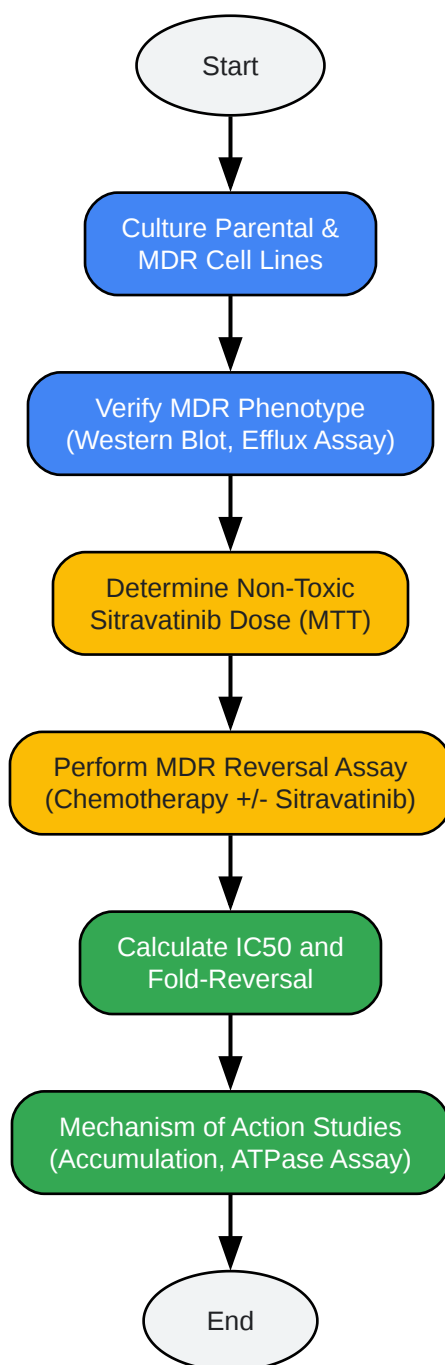 Start
Culture Parental &
MDR Cell Lines
Verify MDR Phenotype
(Western Blot, Efflux Assay)
Determine Non-Toxic
Sitravatinib Dose (MTT)
Perform MDR Reversal Assay
(Chemotherapy +/- Sitravatinib)
Calculate IC50 and
Fold-Reversal
Mechanism of Action Studies
(Accumulation, ATPase Assay)
End